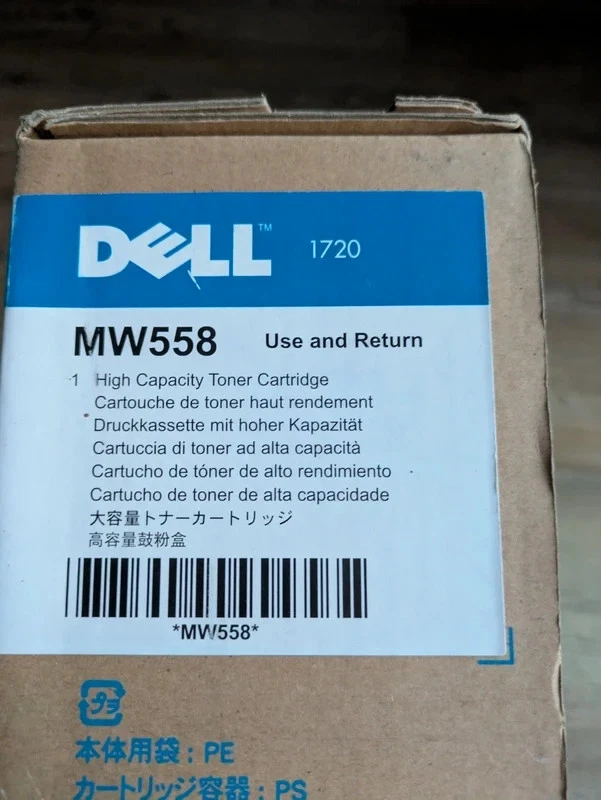 DELL™ 1720
MW558 Use and Return
1 High Capacity Toner Cartridge
Cartouche de toner haut rendement
Druckkassette mit hoher Kapazität
Cartuccia di toner ad alta capacità
Cartucho de tóner de alto rendimiento
Cartucho de toner de alta capacidade
大容量トナーカートリッジ
高容量鼓粉盒
*MW558*
プラ
本体用袋：PE
カートリッジ容器：PS